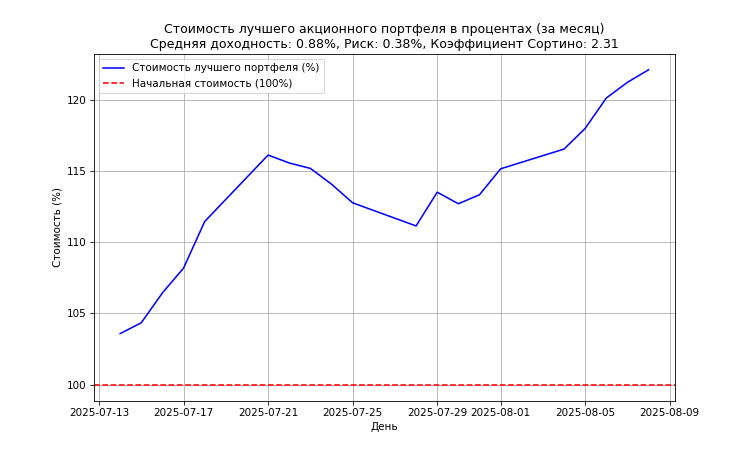 Стоимость лучшего акционного портфеля в процентах (за месяц)
Средняя доходность: 0.88%, Риск: 0.38%, Коэффициент Сортино: 2.31
Стоимость лучшего портфеля (%)
Начальная стоимость (100%)
Стоимость (%)
120
115
110
105
100
2025-07-13 2025-07-17 2025-07-21 2025-07-25 2025-07-29 2025-08-01 2025-08-05 2025-08-09
День